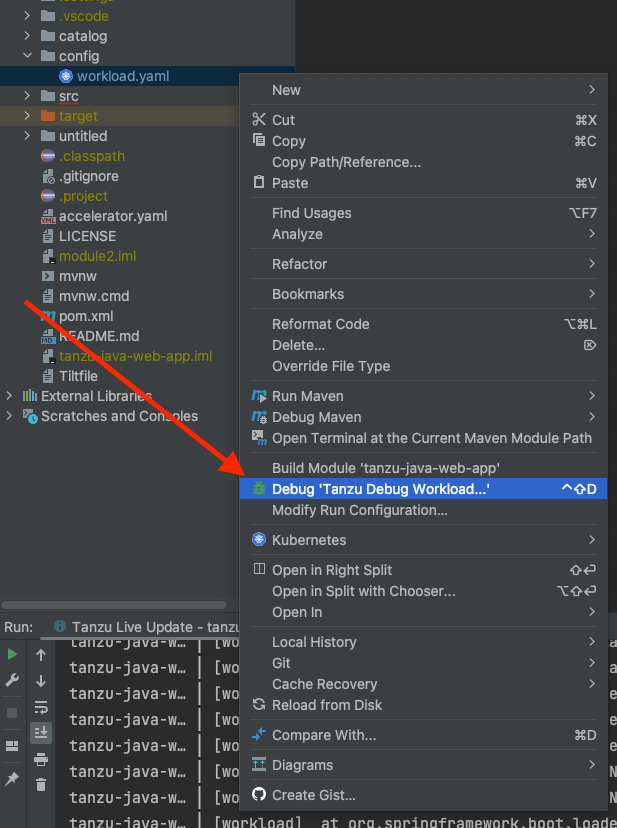 .settings
.vscode
catalog
config
workload.yaml
src
target
untitled
.classpath
.gitignore
.project
accelerator.yaml
LICENSE
module2.iml
mvnw
mvnw.cmd
pom.xml
README.md
tanzu-java-web-app.iml
Tiltfile
External Libraries
Scratches and Consoles
New
Cut ⌘X
Copy ⌘C
Copy Path/Reference...
Paste ⌘V
Find Usages ⌥F7
Analyze
Refactor
Bookmarks
Reformat Code ⌥⌘L
Delete... ⌦
Override File Type
Run Maven
Debug Maven
Open Terminal at the Current Maven Module Path
Build Module 'tanzu-java-web-app'
Debug 'Tanzu Debug Workload...' ^⇧D
Modify Run Configuration...
Kubernetes
Open in Right Split ⇧⏎
Open in Split with Chooser... ⌥⇧⏎
Open In
Local History
Git
Cache Recovery
Reload from Disk
Compare With... ⌘D
Diagrams
Create Gist...
Run: Tanzu Live Update - tanzu
tanzu-java-w… | [wo
tanzu-java-w… | [wo
tanzu-java-w… | [wo
tanzu-java-w… | [wo
tanzu-java-w… | [wo
tanzu-java-w… | [wo
tanzu-java-w… | [wo
tanzu-java-w… | [workload] at org.springframework.boot.loade